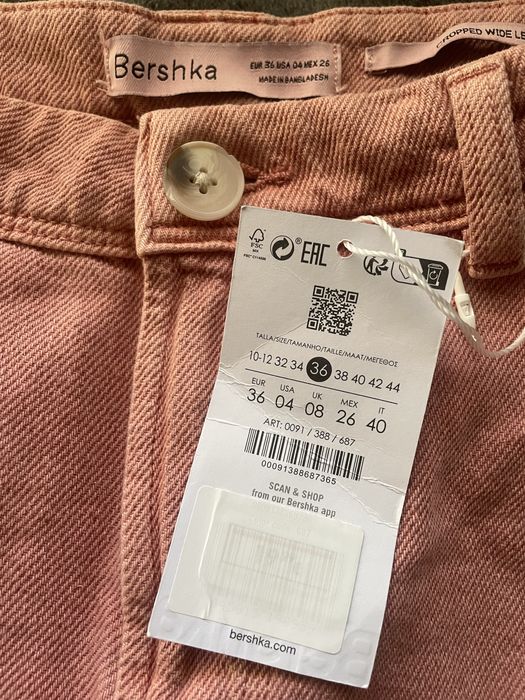 Bershka
EUR 36 USA 04 MEX 26
MADE IN BANGLADESH
CROPPED WIDE LE
FSC
EAC
TALLA/SIZE/TAMANHO/TAILLE/MAAT/ΜΕΓΕΘΟΣ
10-12 32 34 36 38 40 42 44
EUR USA UK MEX IT
36 04 08 26 40
ART: 0091 / 388 / 687
00091388687365
SCAN & SHOP
from our Bershka app
bershka.com